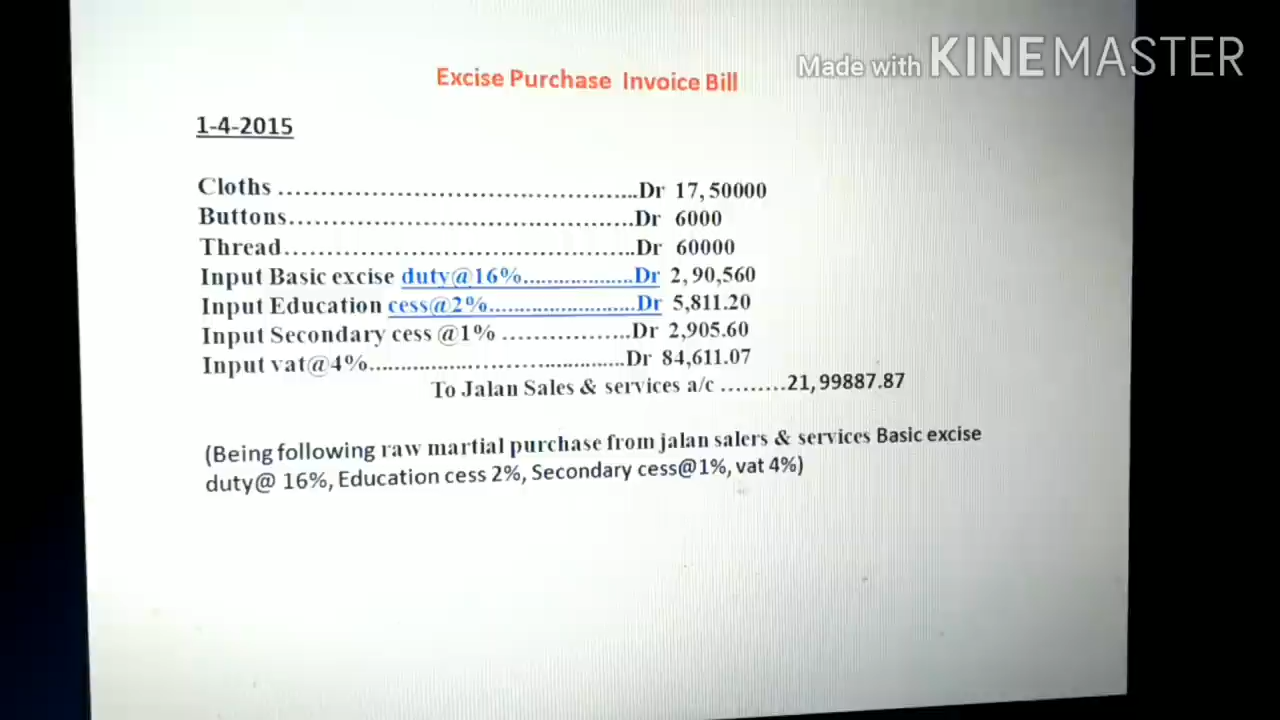 Made with KINEMASTER
Excise Purchase Invoice Bill
1-4-2015
Cloths ..........................................Dr 17,50000
Buttons........................................Dr 6000
Thread.........................................Dr 60000
Input Basic excise duty@16%...................Dr 2,90,560
Input Education cess@2%.........................Dr 5,811.20
Input Secondary cess @1% ...............Dr 2,905.60
Input vat@4%....................................Dr 84,611.07
To Jalan Sales & services a/c .........21,99887.87
(Being following raw martial purchase from jalan salers & services Basic excise
duty@ 16%, Education cess 2%, Secondary cess@1%, vat 4%)